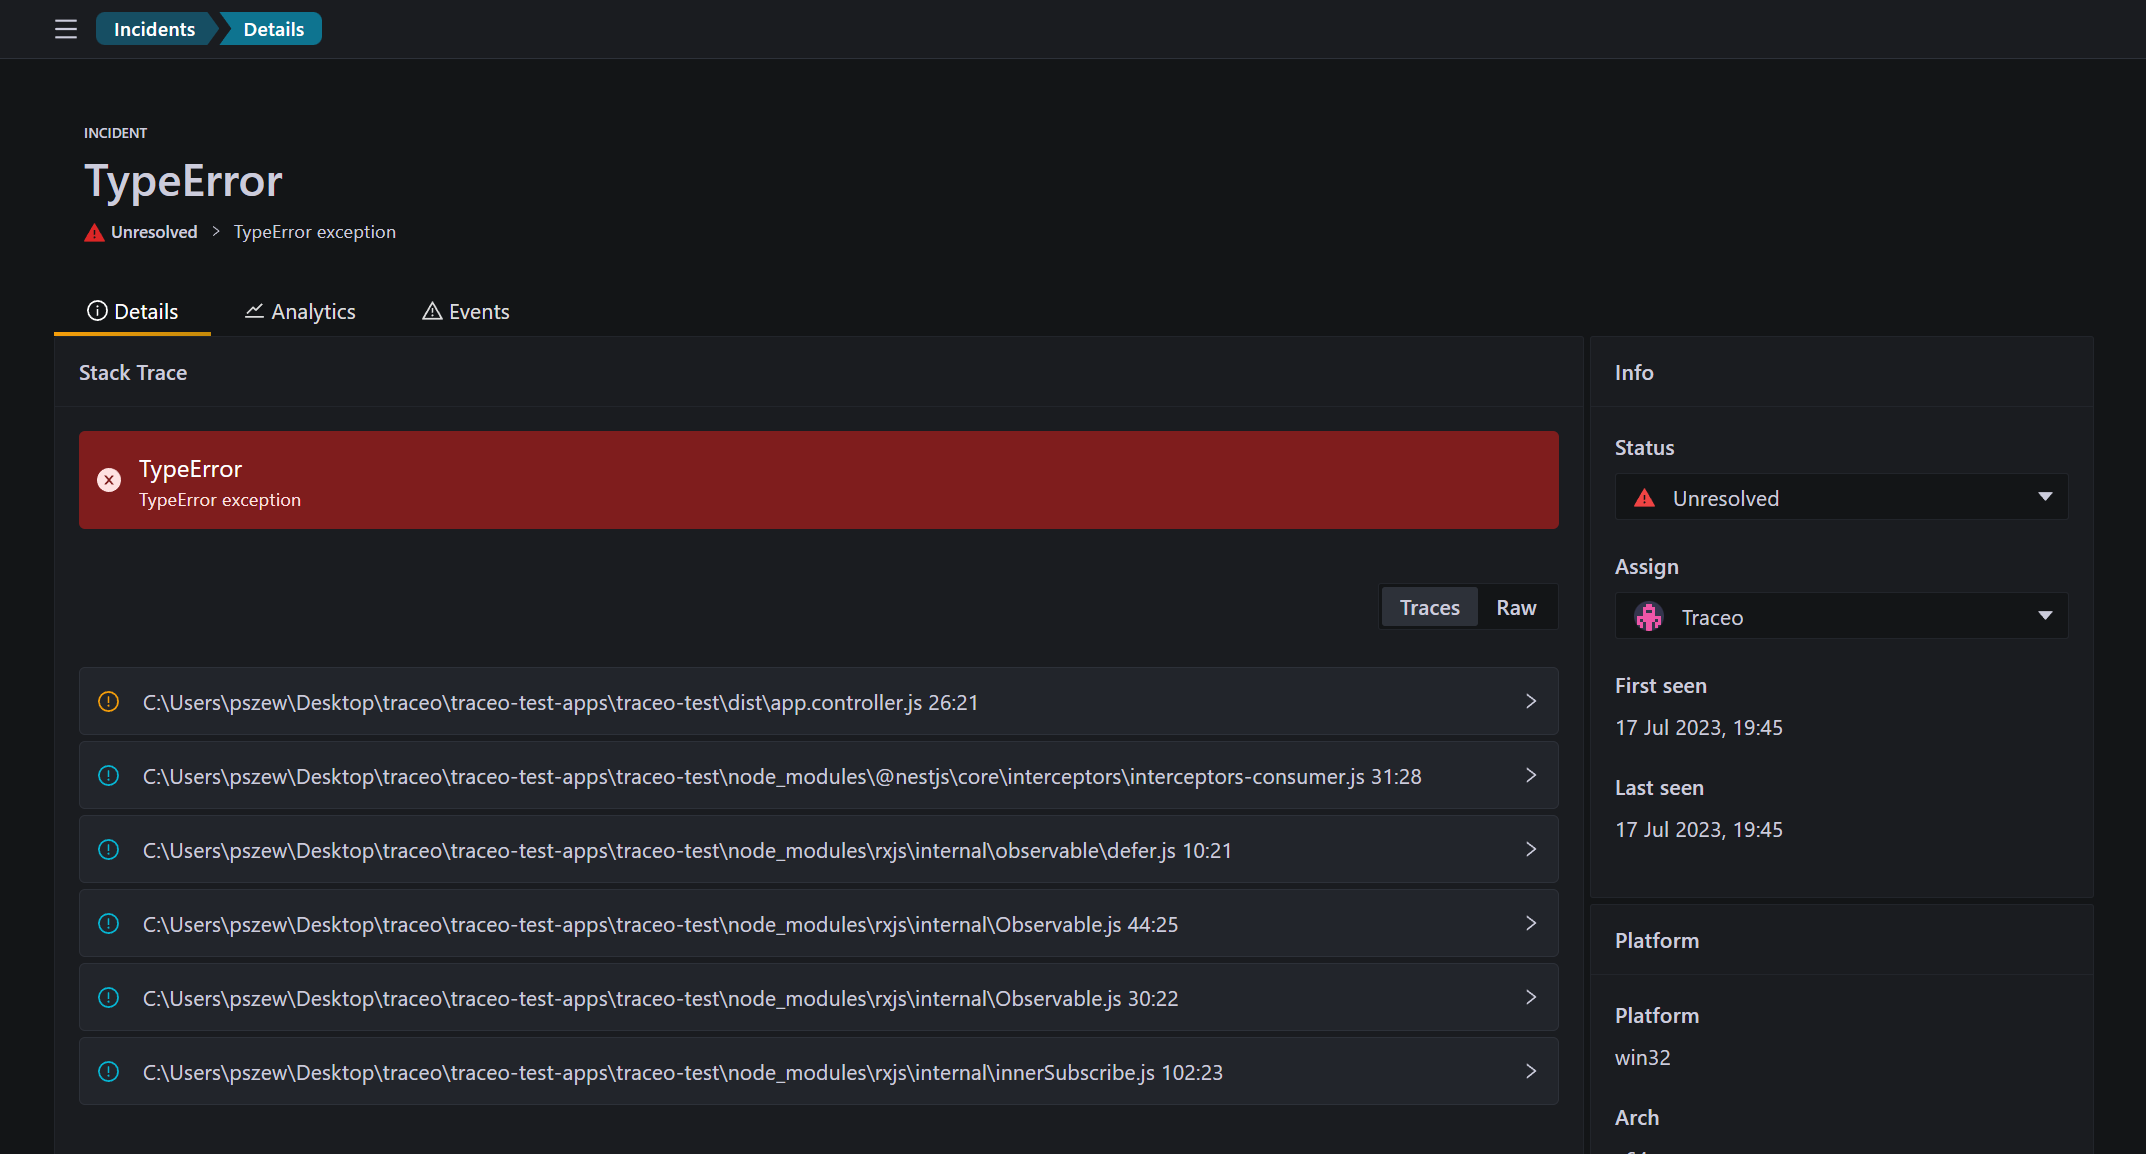 Incidents
Details
INCIDENT
TypeError
Unresolved > TypeError exception
Details
Analytics
Events
Stack Trace
TypeError
TypeError exception
Traces
Raw
C:\Users\pszew\Desktop\traceo\traceo-test-apps\traceo-test\dist\app.controller.js 26:21
C:\Users\pszew\Desktop\traceo\traceo-test-apps\traceo-test\node_modules\@nestjs\core\interceptors\interceptors-consumer.js 31:28
C:\Users\pszew\Desktop\traceo\traceo-test-apps\traceo-test\node_modules\rxjs\internal\observable\defer.js 10:21
C:\Users\pszew\Desktop\traceo\traceo-test-apps\traceo-test\node_modules\rxjs\internal\Observable.js 44:25
C:\Users\pszew\Desktop\traceo\traceo-test-apps\traceo-test\node_modules\rxjs\internal\Observable.js 30:22
C:\Users\pszew\Desktop\traceo\traceo-test-apps\traceo-test\node_modules\rxjs\internal\innerSubscribe.js 102:23
Info
Status
Unresolved
Assign
Traceo
First seen
17 Jul 2023, 19:45
Last seen
17 Jul 2023, 19:45
Platform
Platform
win32
Arch